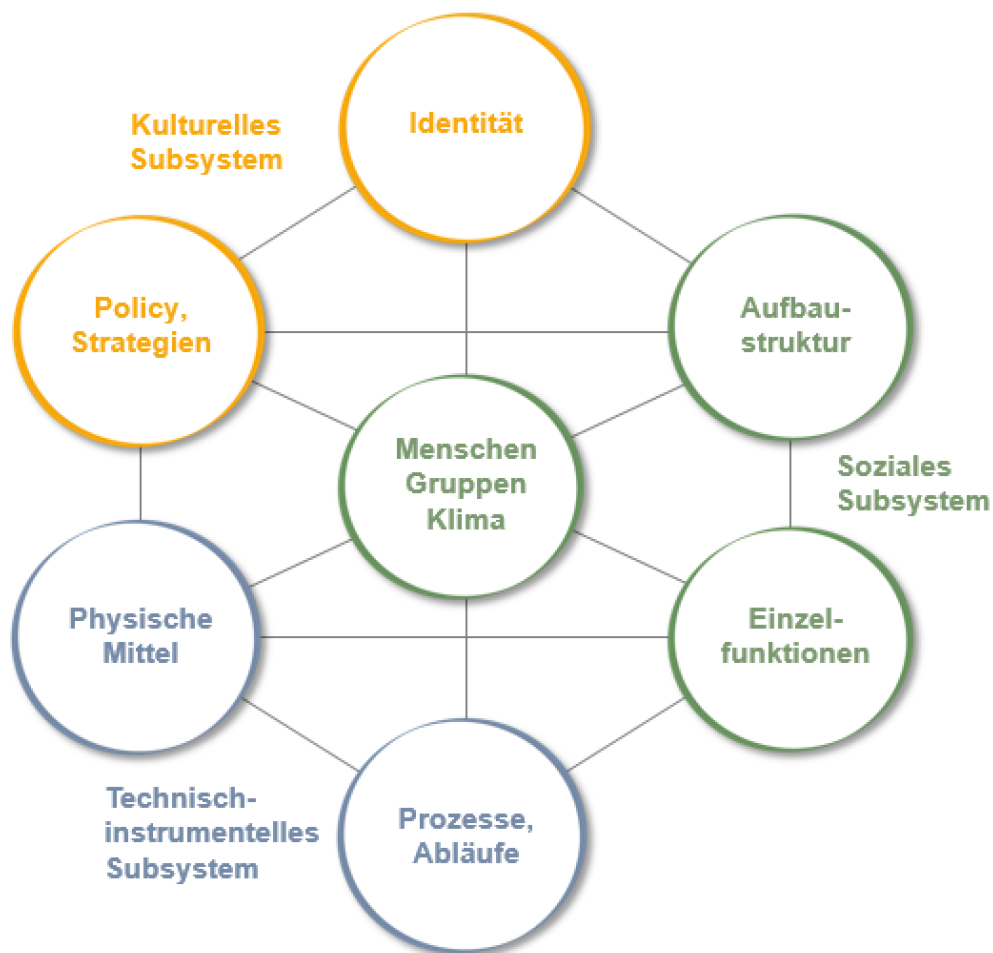 Kulturelles
Subsystem
Identität
Policy,
Strategien
Aufbau-
struktur
Menschen
Gruppen
Klima
Soziales
Subsystem
Physische
Mittel
Einzel-
funktionen
Technisch-
instrumentelles
Subsystem
Prozesse,
Abläufe